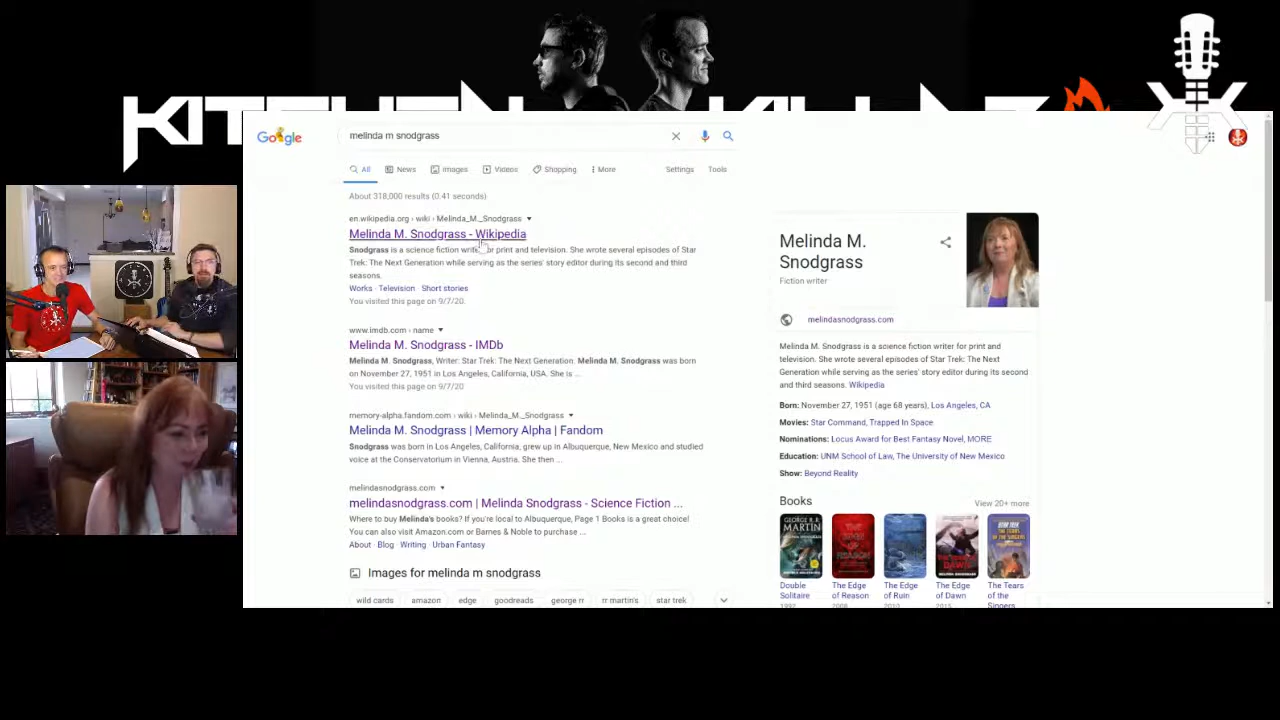 Google
melinda m snodgrass
All
News
Images
Videos
Shopping
More
Settings
Tools
About 318,000 results (0.41 seconds)
en.wikipedia.org › wiki › Melinda_M._Snodgrass
Melinda M. Snodgrass - Wikipedia
Snodgrass is a science fiction writer for print and television. She wrote several episodes of Star
Trek: The Next Generation while serving as the series' story editor during its second and third
seasons.
Works · Television · Short stories
You visited this page on 9/7/20.
www.imdb.com › name
Melinda M. Snodgrass - IMDb
Melinda M. Snodgrass, Writer: Star Trek: The Next Generation. Melinda M. Snodgrass was born
on November 27, 1951 in Los Angeles, California, USA. She is ...
You visited this page on 9/7/20
memory-alpha.fandom.com › wiki › Melinda_M._Snodgrass
Melinda M. Snodgrass | Memory Alpha | Fandom
Snodgrass was born in Los Angeles, California, grew up in Albuquerque, New Mexico and studied
voice at the Conservatorium in Vienna, Austria. She then ...
melindasnodgrass.com
melindasnodgrass.com | Melinda Snodgrass - Science Fiction ...
Where to buy Melinda's books? If you're local to Albuquerque, Page 1 Books is a great choice!
You can also visit Amazon.com or Barnes & Noble to purchase ...
About · Blog · Writing · Urban Fantasy
Images for melinda m snodgrass
wild cards
amazon
edge
goodreads
george rr
rr martin's
star trek
Melinda M.
Snodgrass
Fiction writer
melindasnodgrass.com
Melinda M. Snodgrass is a science fiction writer for print and
television. She wrote several episodes of Star Trek: The Next
Generation while serving as the series' story editor during its
second and third seasons. Wikipedia
Born: November 27, 1951 (age 68 years), Los Angeles, CA
Movies: Star Command, Trapped In Space
Nominations: Locus Award for Best Fantasy Novel, MORE
Education: UNM School of Law, The University of New Mexico
Show: Beyond Reality
Books
View 20+ more
Double
Solitaire
1992
The Edge
of Reason
2008
The Edge
of Ruin
2010
The Edge
of Dawn
2015
The Tears
of the
Singers